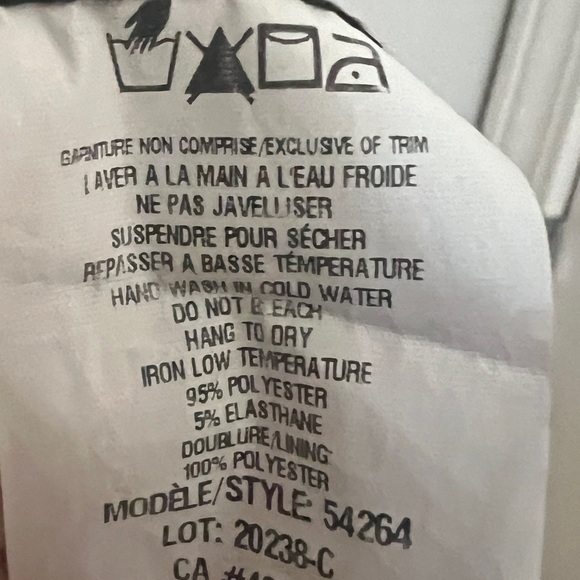 GARNITURE NON COMPRISE/EXCLUSIVE OF TRIM
LAVER A LA MAIN A L'EAU FROIDE
NE PAS JAVELLISER
SUSPENDRE POUR SÉCHER
REPASSER A BASSE TÉMPERATURE
HAND WASH IN COLD WATER
DO NOT BLEACH
HANG TO DRY
IRON LOW TEMPERATURE
95% POLYESTER
5% ELASTHANE
DOUBLURE/LINING
100% POLYESTER
MODÈLE/STYLE: 54264
LOT: 20238-C
CA